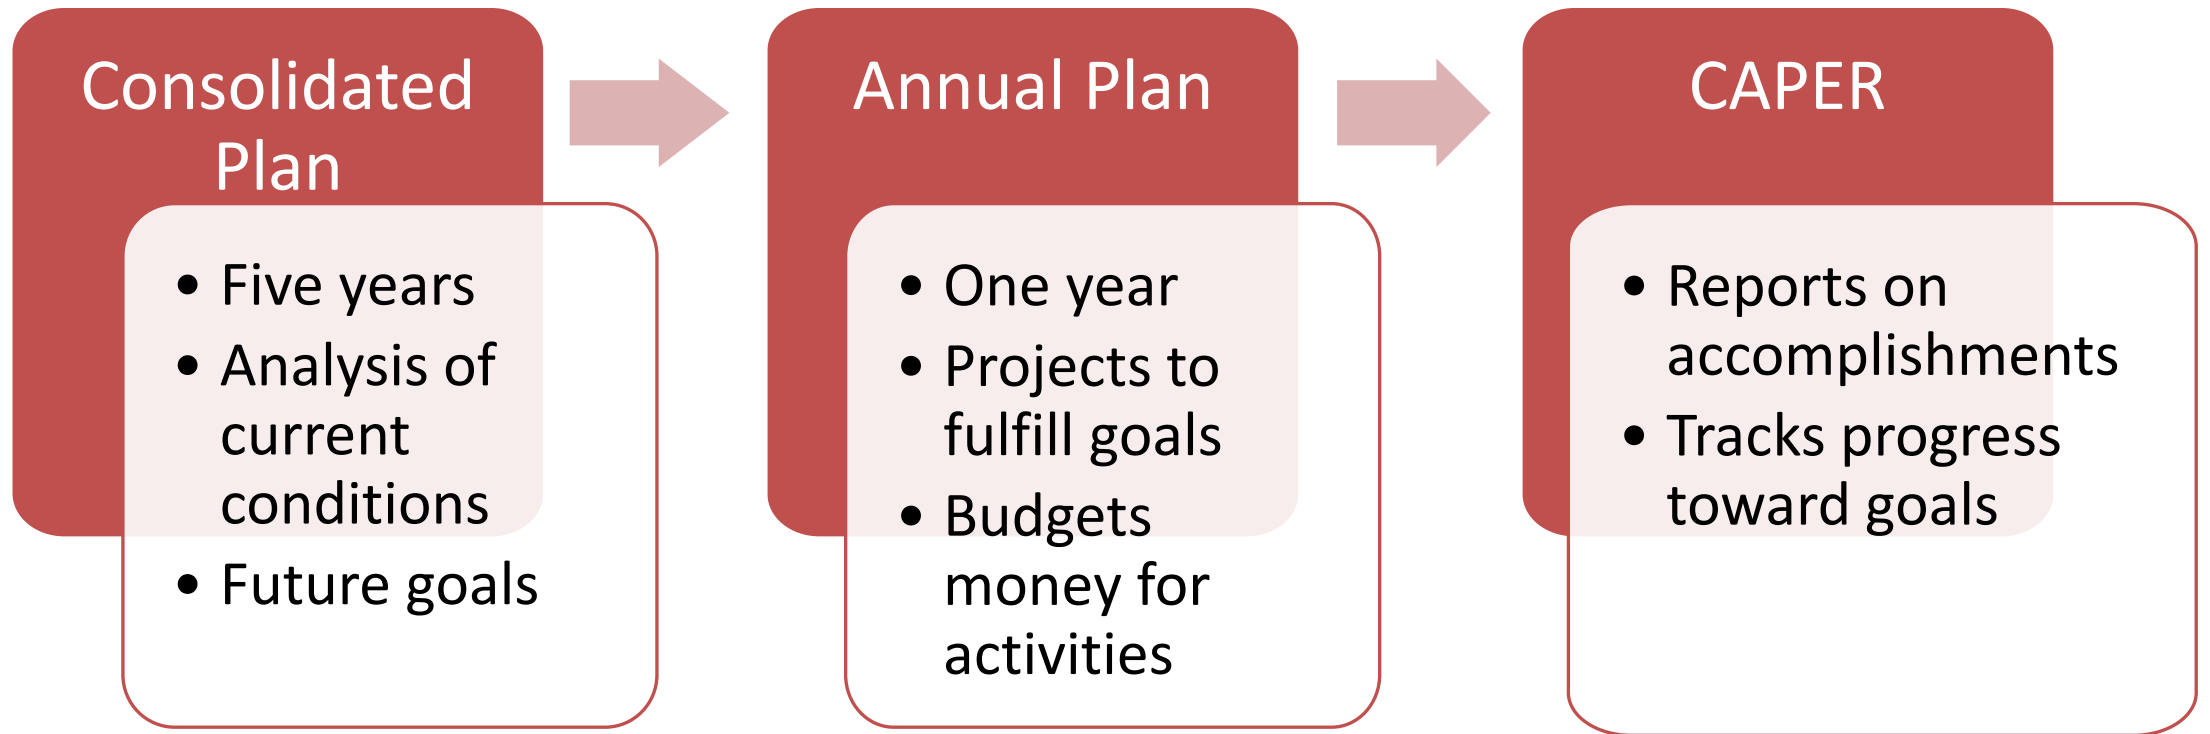 Consolidated
Plan
• Five years
• Analysis of
current
conditions
• Future goals
Annual Plan
• One year
• Projects to
fulfill goals
• Budgets
money for
activities
CAPER
• Reports on
accomplishments
• Tracks progress
toward goals